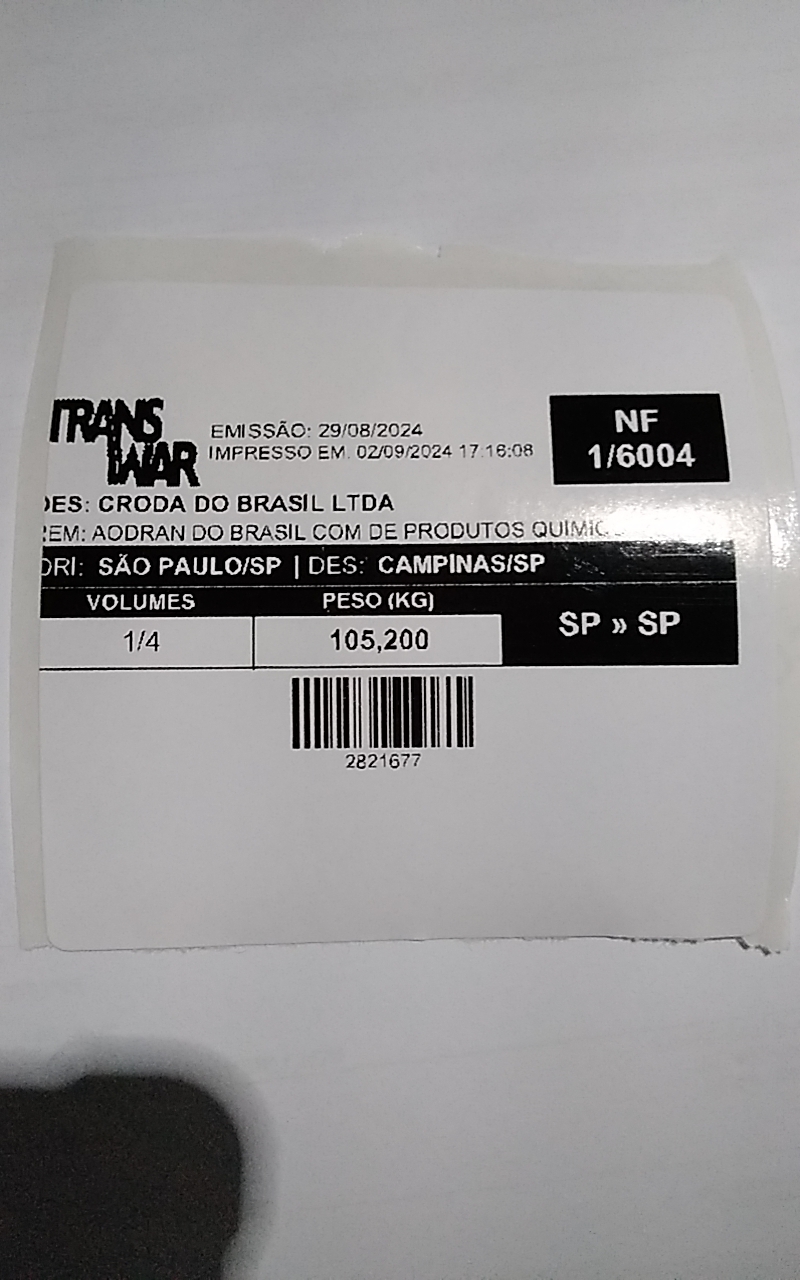 TRANS
WAR
EMISSÃO: 29/08/2024
IMPRESSO EM. 02/09/2024 17:16:08
NF
1/6004
DES: CRODA DO BRASIL LTDA
REM: AODRAN DO BRASIL COM DE PRODUTOS
ORI: SÃO PAULO/SP | DES: CAMPINAS/SP
VOLUMES PESO (KG)
1/4 105,200 SP » SP
2821677